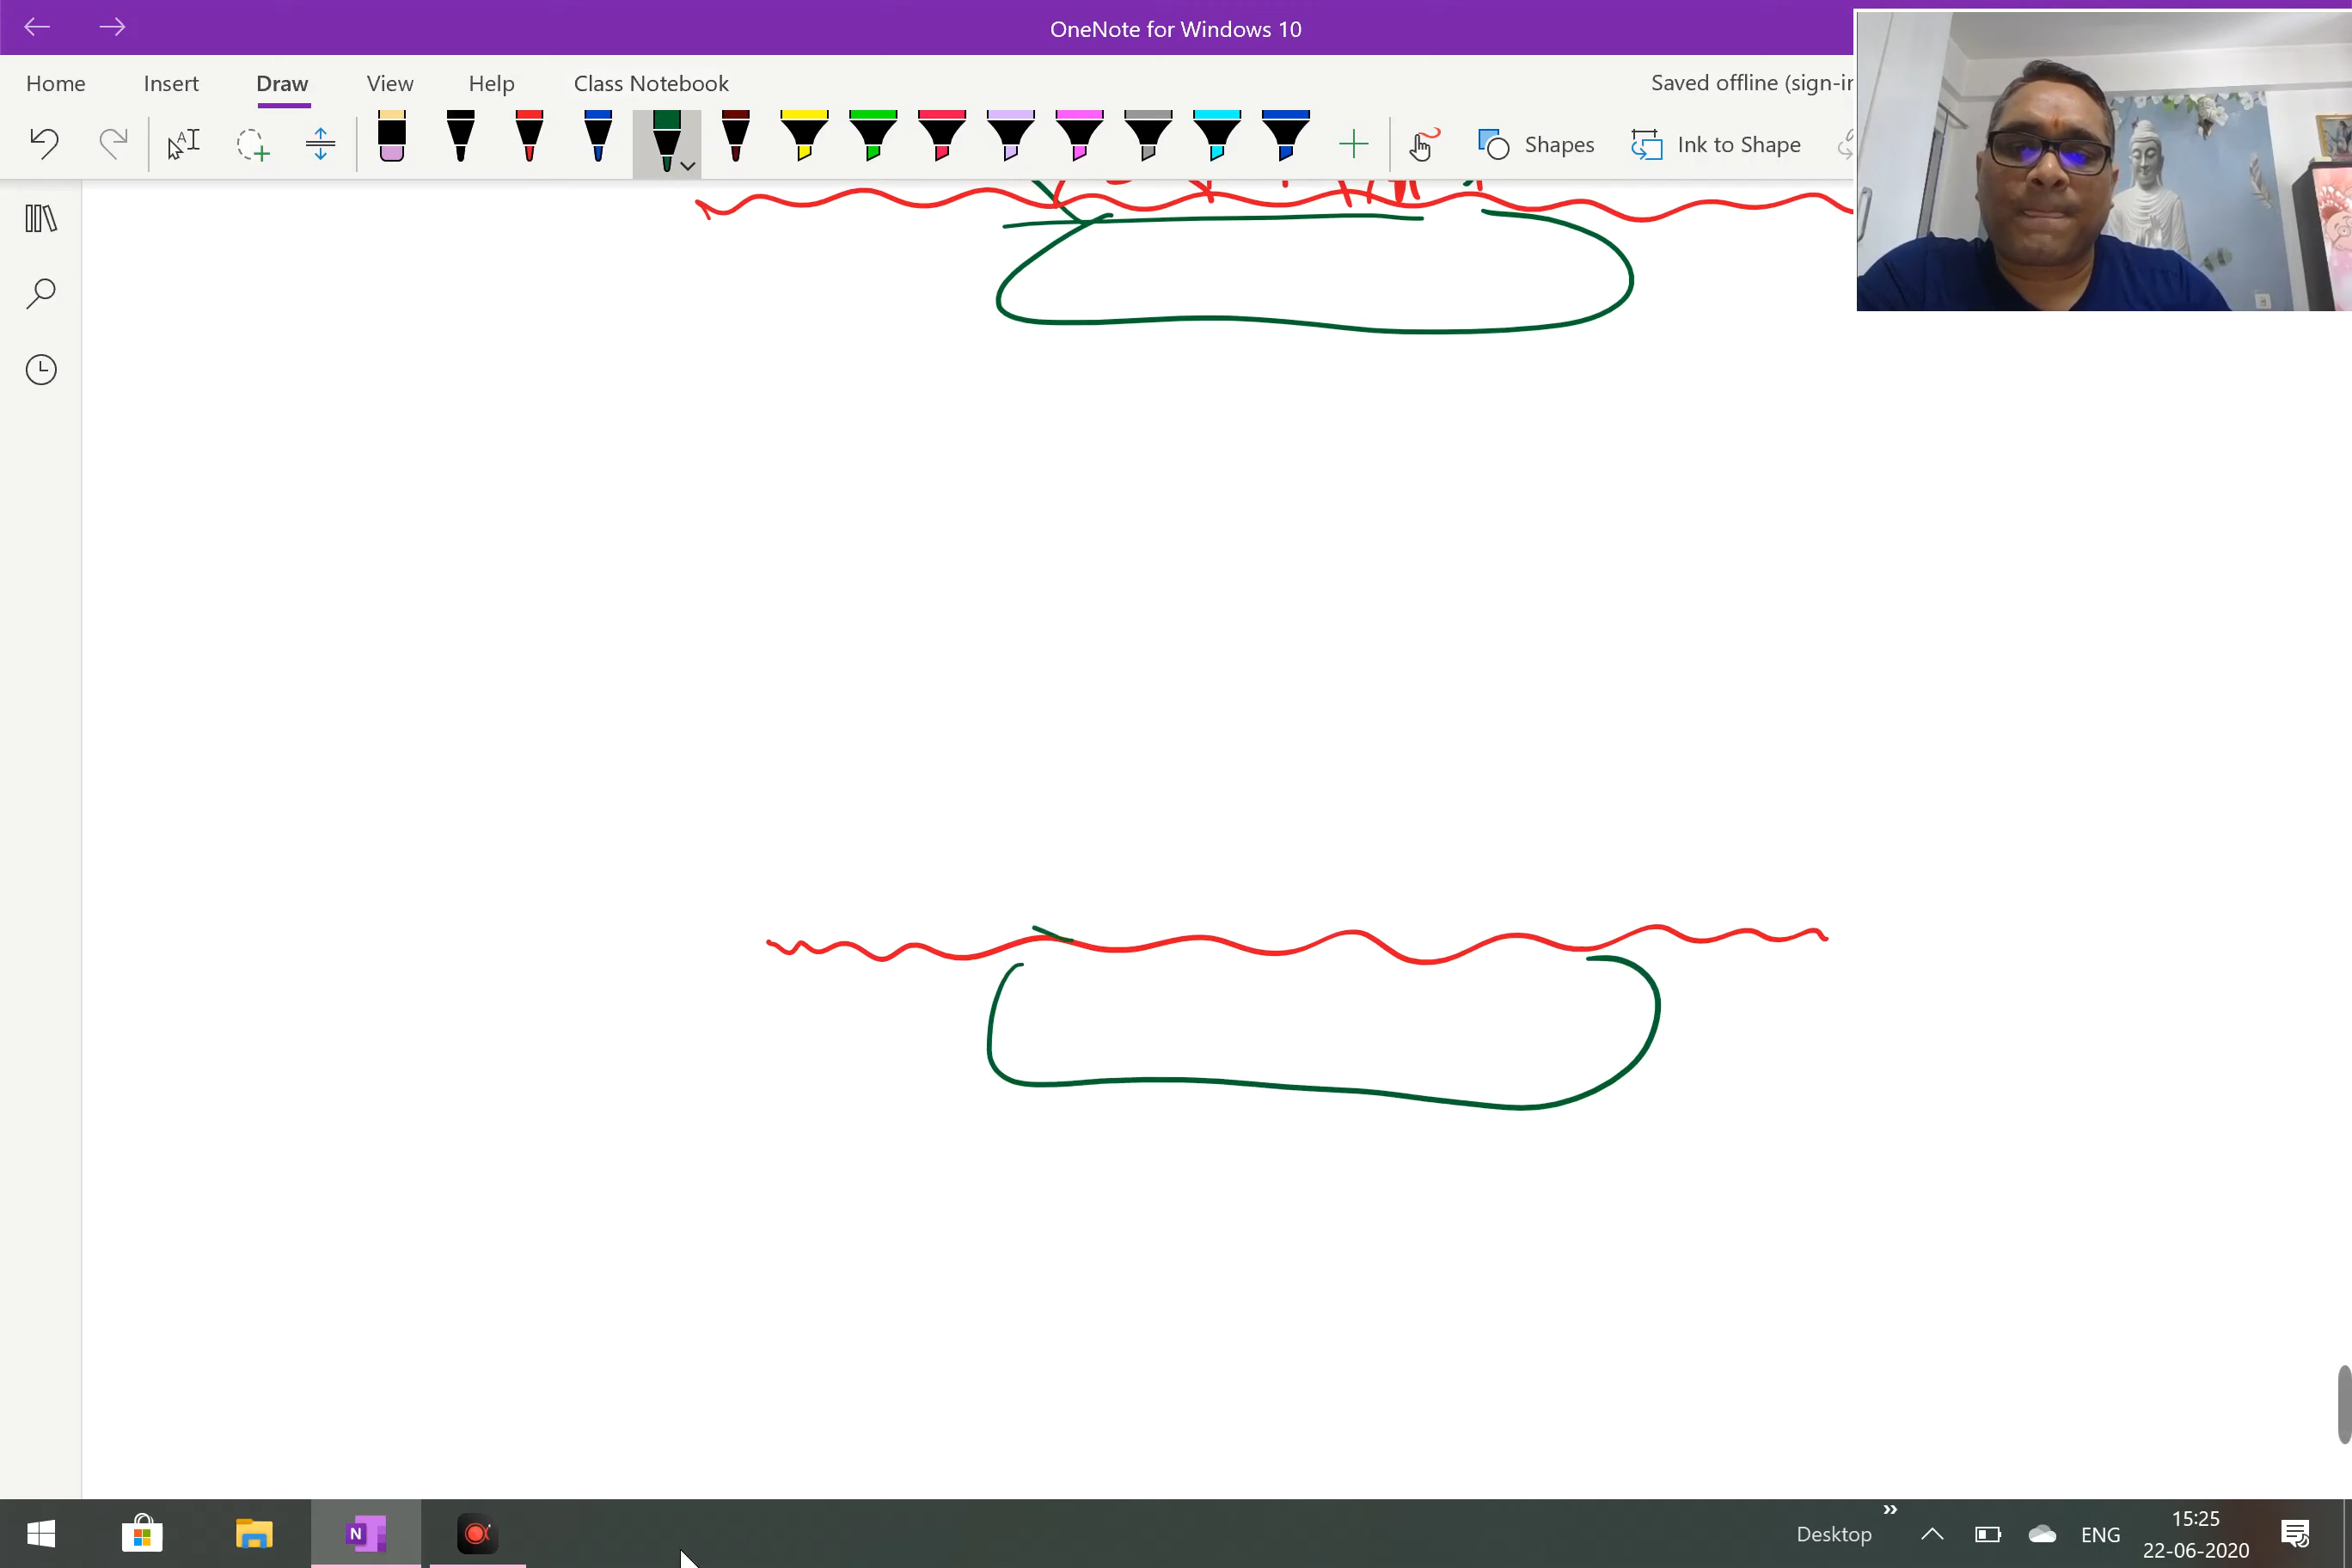 OneNote for Windows 10
Home Insert Draw View Help Class Notebook Saved offline (sign-in
Shapes Ink to Shape
Desktop ENG 15:25
22-06-2020